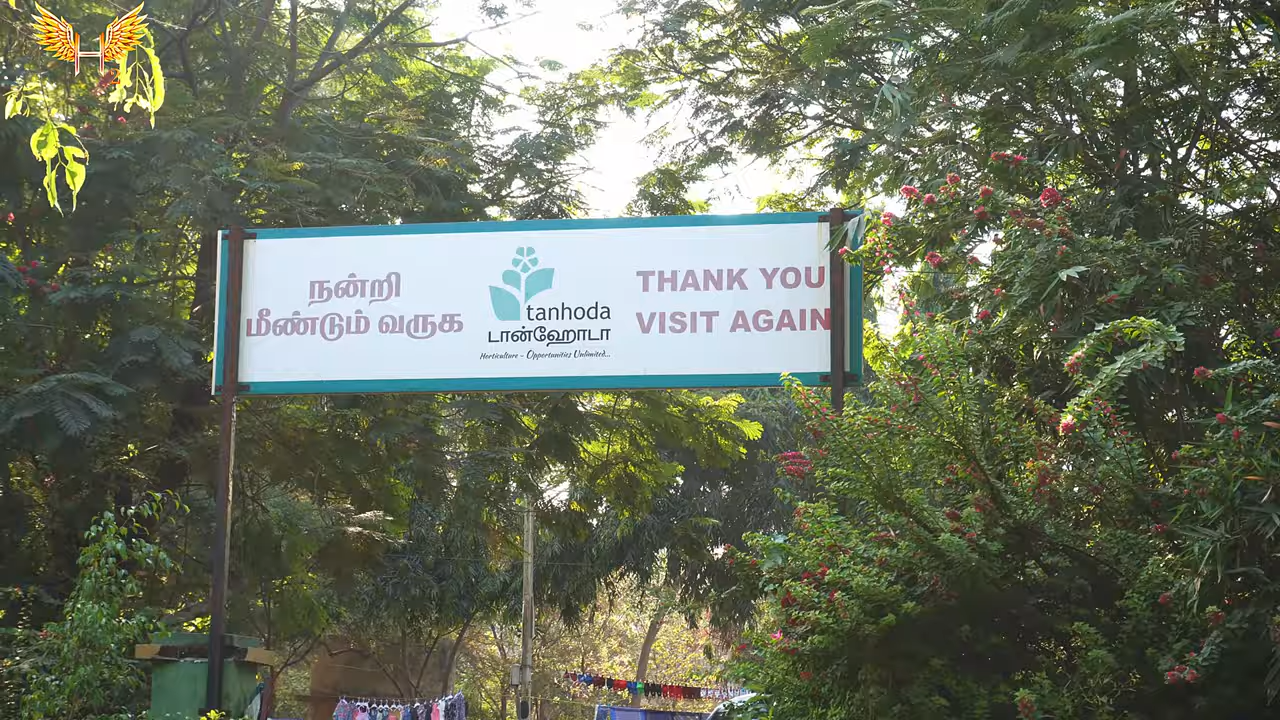 நன்றி
மீண்டும் வருக
tanhoda
டான்ஹோடா
Horticulture - Opportunities Unlimited...
THANK YOU
VISIT AGAIN
H